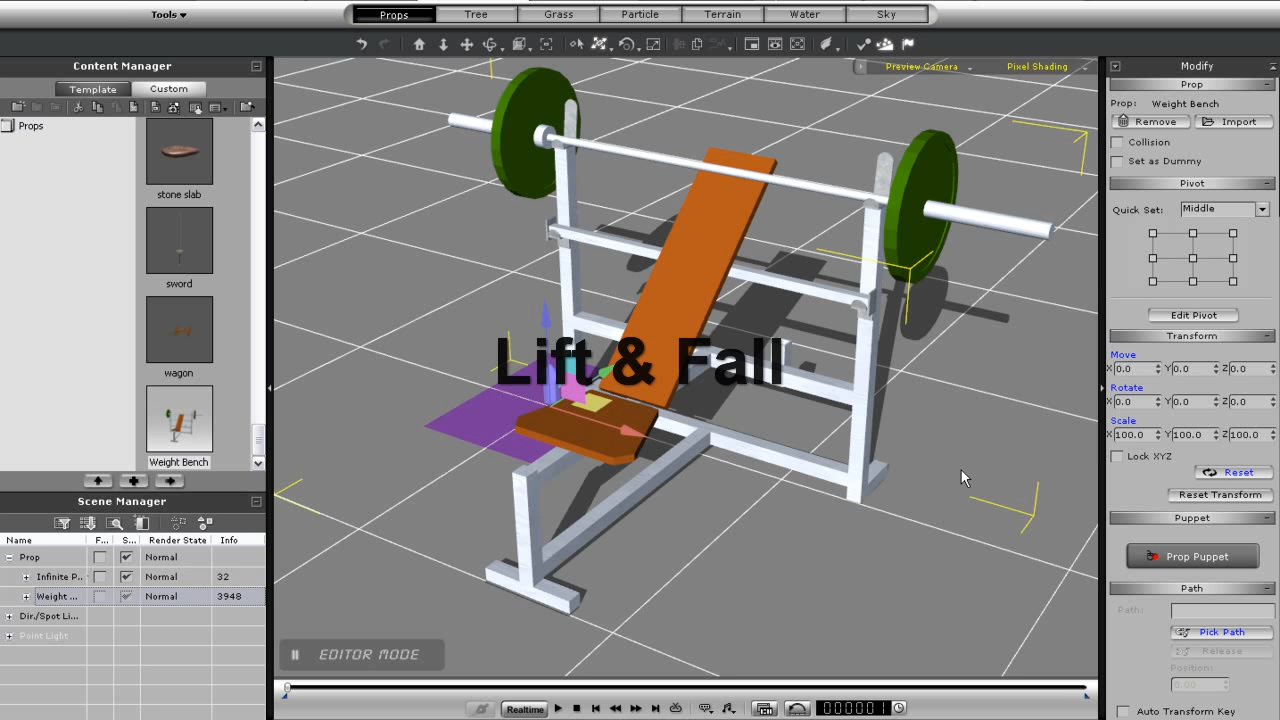 Tools
Props
Tree
Grass
Particle
Terrain
Water
Sky
Content Manager
Template
Custom
Props
stone slab
sword
wagon
Weight Bench
Scene Manager
Name F... S... Render State Info
Prop Normal
Infinite P.. Normal 32
Weight ... Normal 3948
Dir./Spot Li...
Point Light
Preview Camera
Pixel Shading
Lift & Fall
EDITOR MODE
Realtime
000001
Modify
Prop
Prop: Weight Bench
Remove Import
Collision
Set as Dummy
Pivot
Quick Set: Middle
Edit Pivot
Transform
Move
X 0.0 Y 0.0 Z 0.0
Rotate
X 0.0 Y 0.0 Z 0.0
Scale
X 100.0 Y 100.0 Z 100.0
Lock XYZ
Reset
Reset Transform
Puppet
Prop Puppet
Path
Path:
Pick Path
Release
Position:
0.00
Auto Transform Key